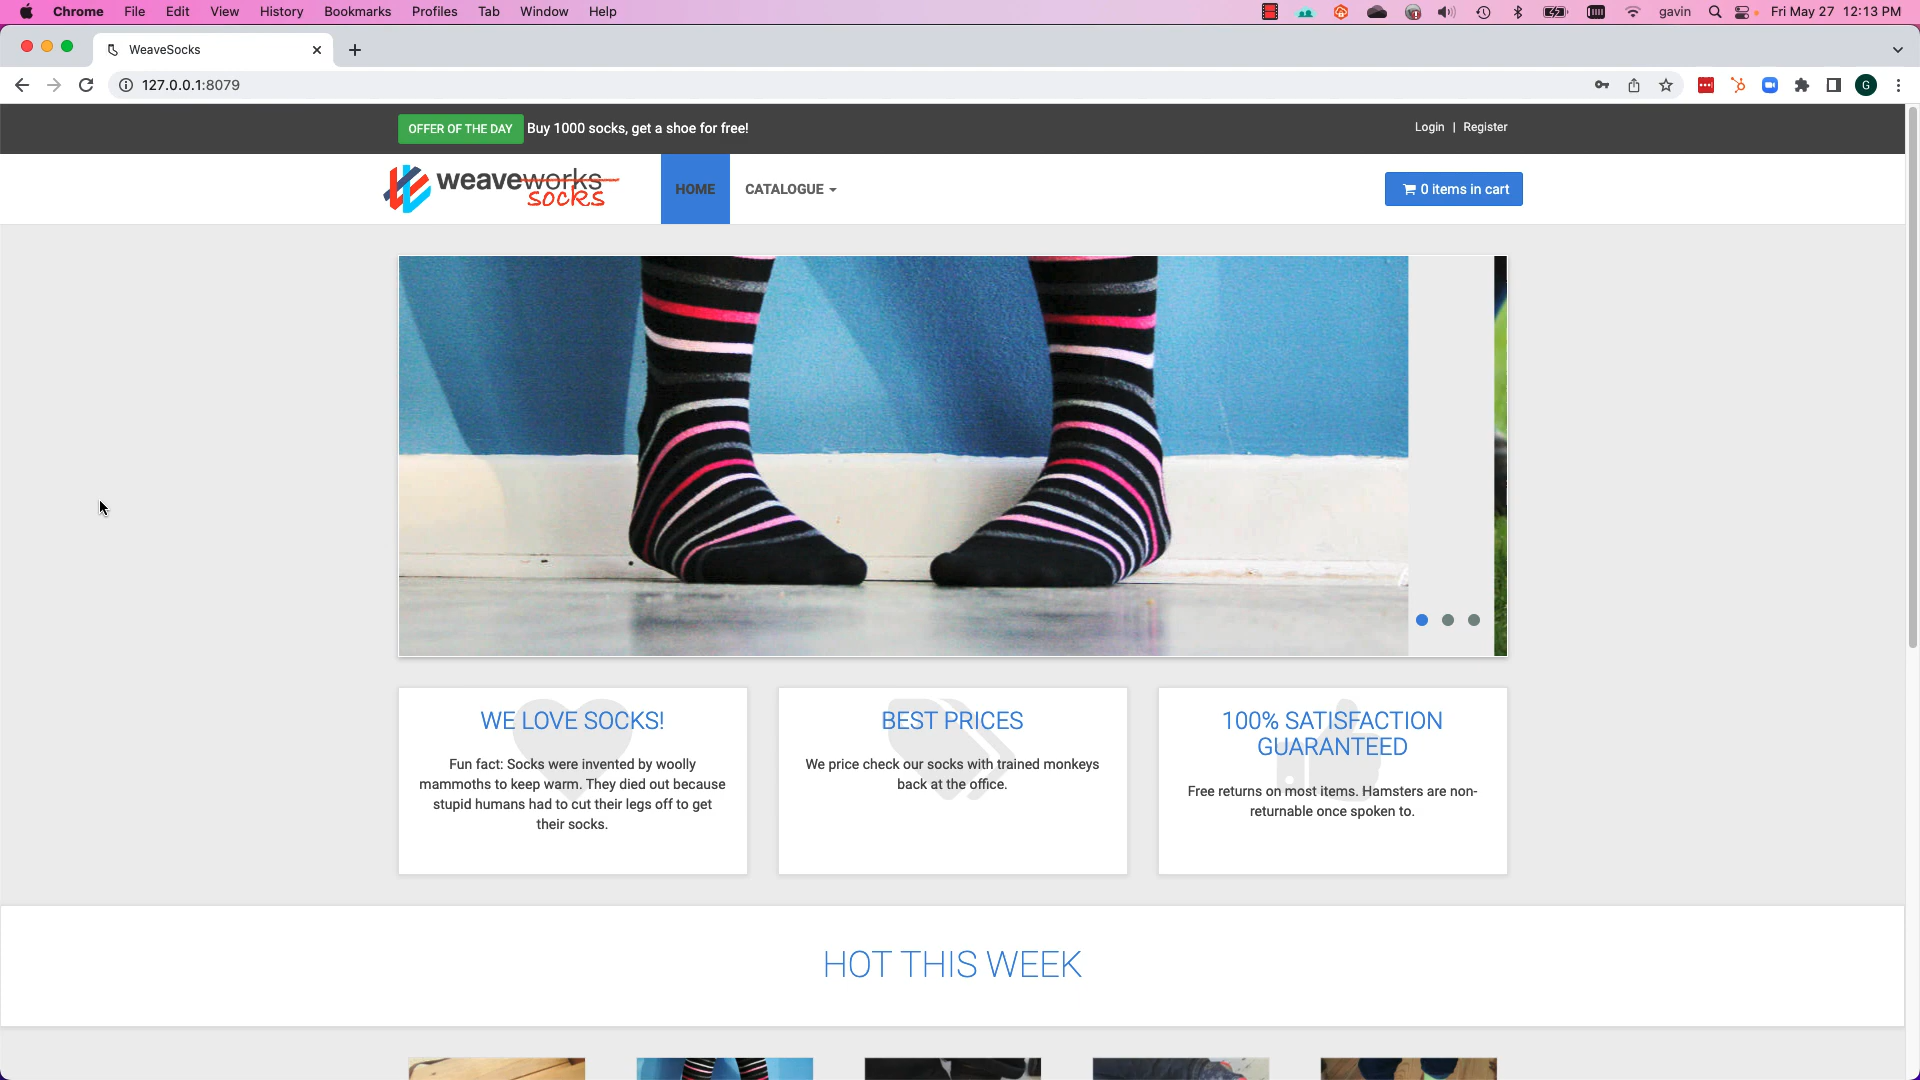 Chrome File Edit View History Bookmarks Profiles Tab Window Help gavin Fri May 27 12:13 PM
WeaveSocks
127.0.0.1:8079 G
OFFER OF THE DAY Buy 1000 socks, get a shoe for free! Login | Register
weaveworks socks HOME CATALOGUE 0 items in cart
WE LOVE SOCKS!
Fun fact: Socks were invented by woolly
mammoths to keep warm. They died out because
stupid humans had to cut their legs off to get
their socks.
BEST PRICES
We price check our socks with trained monkeys
back at the office.
100% SATISFACTION
GUARANTEED
Free returns on most items. Hamsters are non-
returnable once spoken to.
HOT THIS WEEK